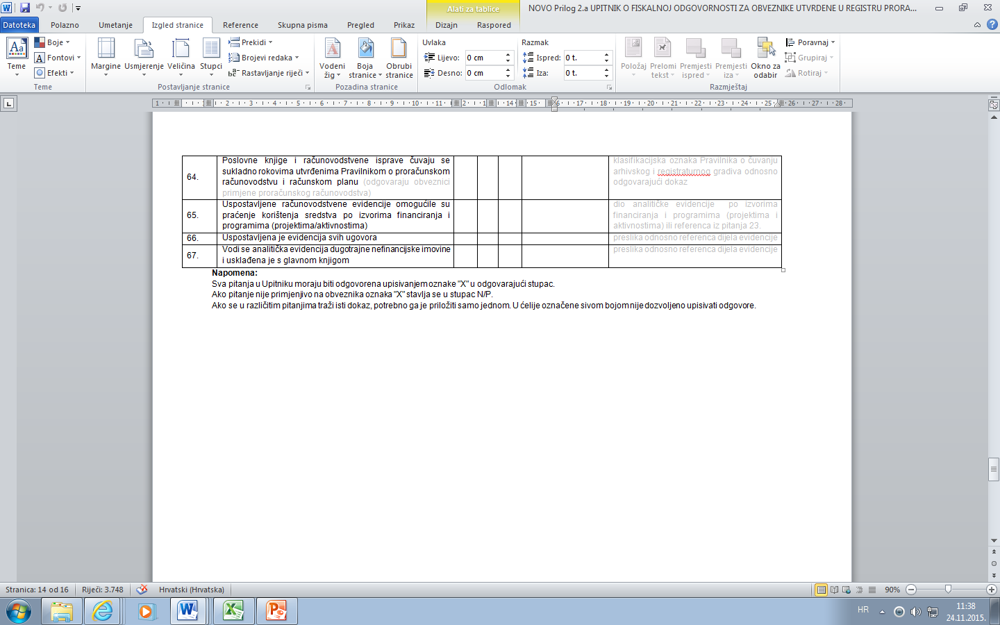 NOVO Prilog 2.a UPITNIK O FISKALNOJ ODGOVORNOSTI ZA OBVEZNIKE UTVRĐENE U REGISTRU PRORA...
Alati za tablice
Datoteka Polazno Umetanje Izgled stranice Reference Skupna pisma Pregled Prikaz Dizajn Raspored
Teme
Boje
Fontovi
Efekti
Teme
Margine Usmjerenje Veličina Stupci
Prekidi
Brojevi redaka
Rastavljanje riječi
Postavljanje stranice
Vodeni žig
Boja stranice
Obrubi stranice
Pozadina stranice
Uvlaka
Lijevo: 0 cm
Desno: 0 cm
Razmak
Ispred: 0 t.
Iza: 0 t.
Odlomak
Položaj
Prelomi tekst
Premjesti ispred
Premjesti iza
Okno za odabir
Poravnaj
Grupiraj
Rotiraj
Razmještaj
64.
Poslovne knjige i računovodstvene isprave čuvaju se
sukladno rokovima utvrđenima Pravilnikom o proračunskom
računovodstvu i računskom planu (odgovaraju obveznici
primjene proračunskog računovodstva)
klasifikacijska oznaka Pravilnika o čuvanju
arhivskog i registraturnog gradiva odnosno
odgovarajući dokaz
65.
Uspostavljene računovodstvene evidencije omogućile su
praćenje korištenja sredstva po izvorima financiranja i
programima (projektima/aktivnostima)
dio analitičke evidencije po izvorima
financiranja i programima (projektima i
aktivnostima) ili referenca iz pitanja 23.
66.
Uspostavljena je evidencija svih ugovora
preslika odnosno referenca dijela evidencije
67.
Vodi se analitička evidencija dugotrajne nefinancijske imovine
i usklađena je s glavnom knjigom
preslika odnosno referenca dijela evidencije
Napomena:
Sva pitanja u Upitniku moraju biti odgovorena upisivanjem oznake "X" u odgovarajući stupac.
Ako pitanje nije primjenjivo na obveznika oznaka "X" stavlja se u stupac N/P.
Ako se u različitim pitanjima traži isti dokaz, potrebno ga je priložiti samo jednom. U ćelije označene sivom bojom nije dozvoljeno upisivati odgovore.
Stranica: 14 od 16 Riječi: 3.748 Hrvatski (Hrvatska) 90%
HR
11:38
24.11.2015.